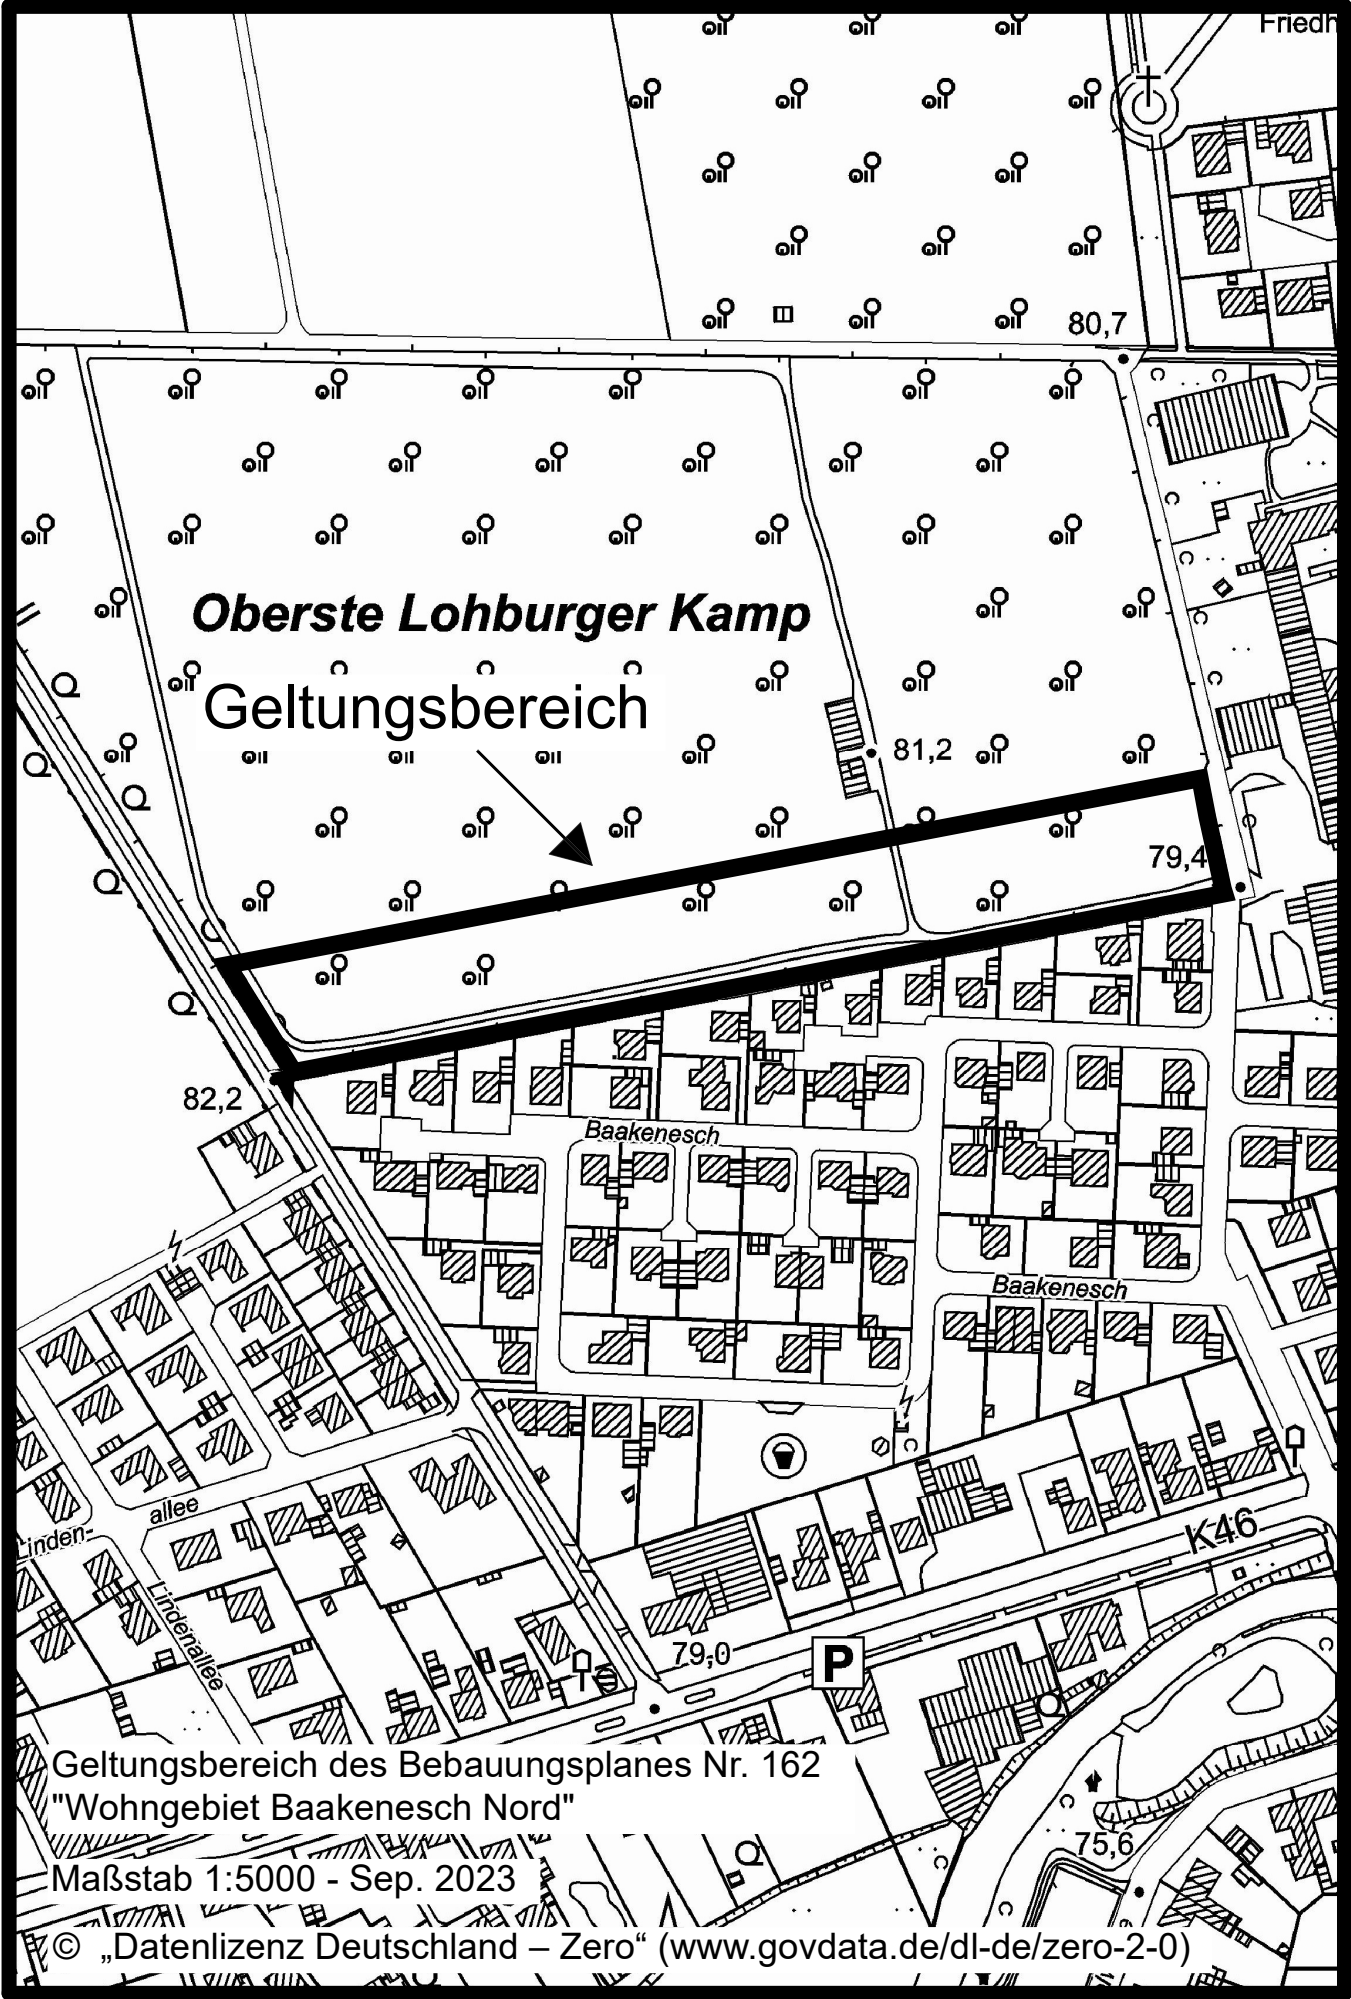 Friedh
80,7
Oberste Lohburger Kamp
Geltungsbereich
81,2
79,4
82,2
Baakenesch
Baakenesch
Linden-
allee
Lindenallee
K46
79,0
P
Geltungsbereich des Bebauungsplanes Nr. 162
"Wohngebiet Baakenesch Nord"
75,6
Maßstab 1:5000 - Sep. 2023
© „Datenlizenz Deutschland – Zero“ (www.govdata.de/dl-de/zero-2-0)